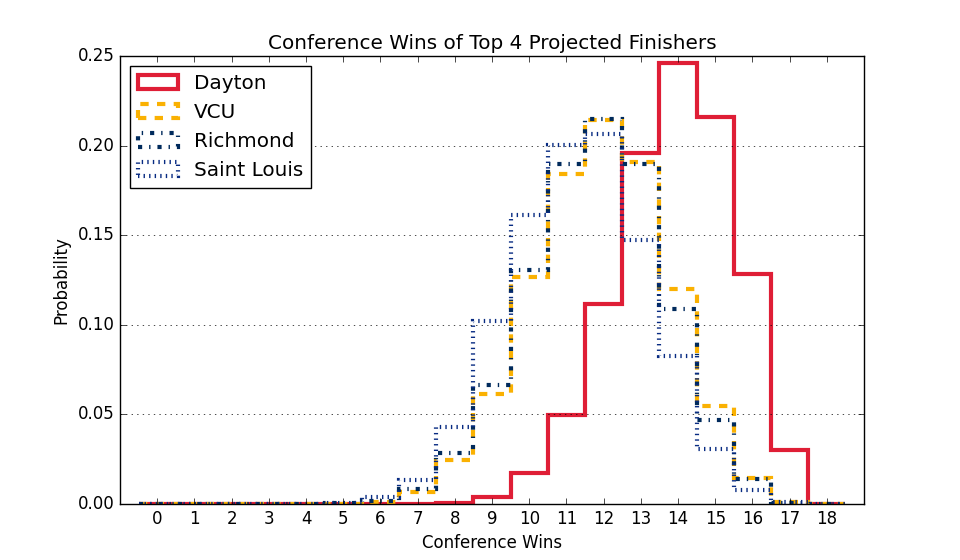 Conference Wins of Top 4 Projected Finishers
Dayton
VCU
Richmond
Saint Louis
Probability
0.25
0.20
0.15
0.10
0.05
0.00
0 1 2 3 4 5 6 7 8 9 10 11 12 13 14 15 16 17 18
Conference Wins